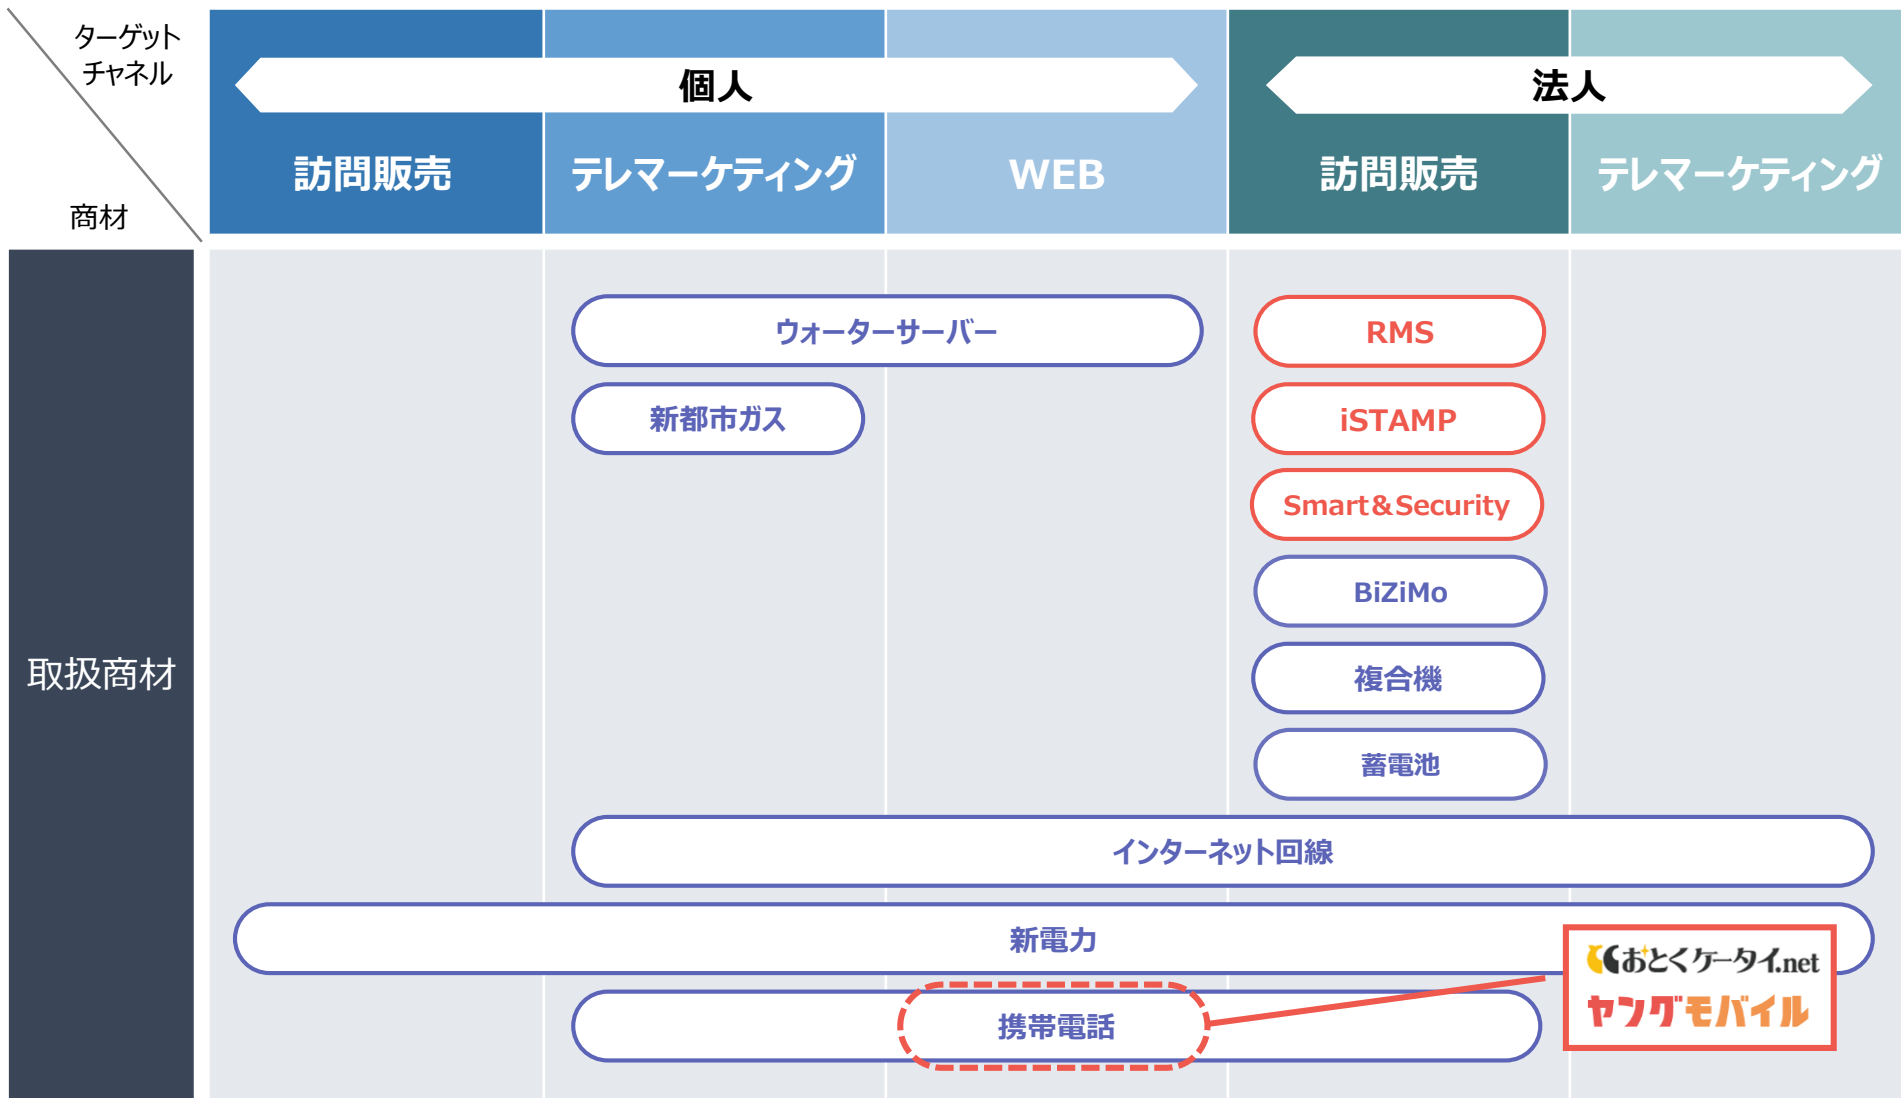 ターゲット
チャネル
商材
個人
法人
訪問販売
テレマーケティング
WEB
訪問販売
テレマーケティング
取扱商材
ウォーターサーバー
RMS
新都市ガス
iSTAMP
Smart&Security
BiZiMo
複合機
蓄電池
インターネット回線
新電力
おとくケータイ.net
ヤングモバイル
携帯電話